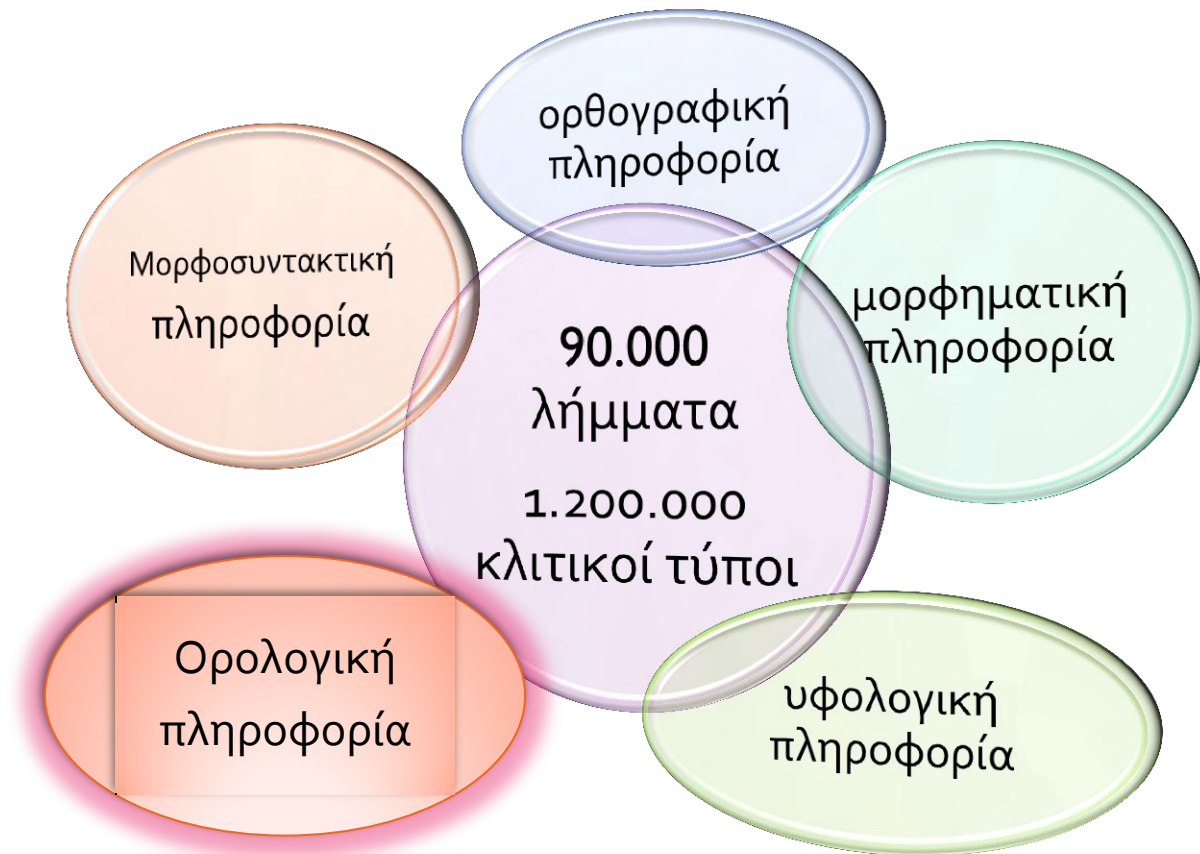 ορθογραφική
πληροφορία
Μορφοσυντακτική
πληροφορία
μορφηματική
πληροφορία
90.000
λήμματα
1.200.000
κλιτικοί τύποι
Ορολογική
πληροφορία
υφολογική
πληροφορία